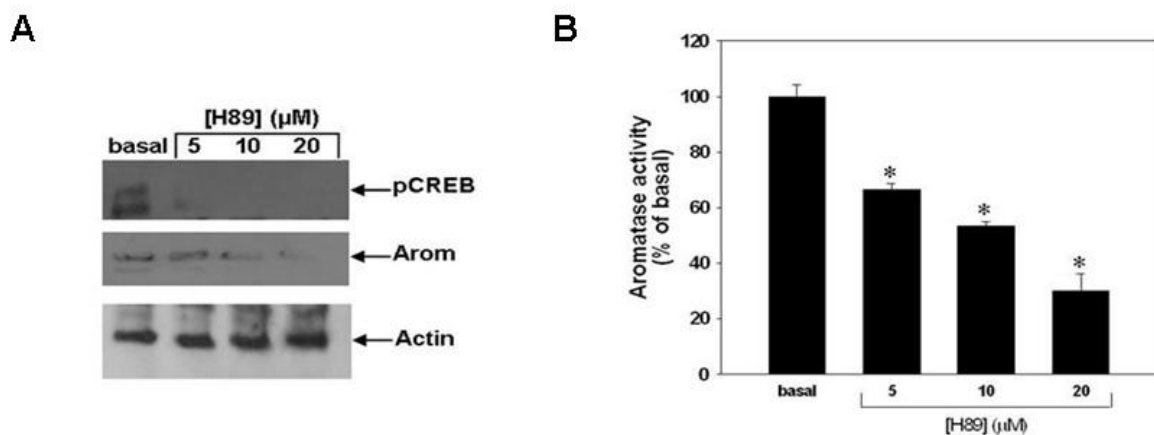 A
[H89] (μM)
basal 5 10 20
pCREB
Arom
Actin
B
Aromatase activity
(% of basal)
120
100
80
60
40
20
0
*
*
*
basal 5 10 20
[H89] (μM)